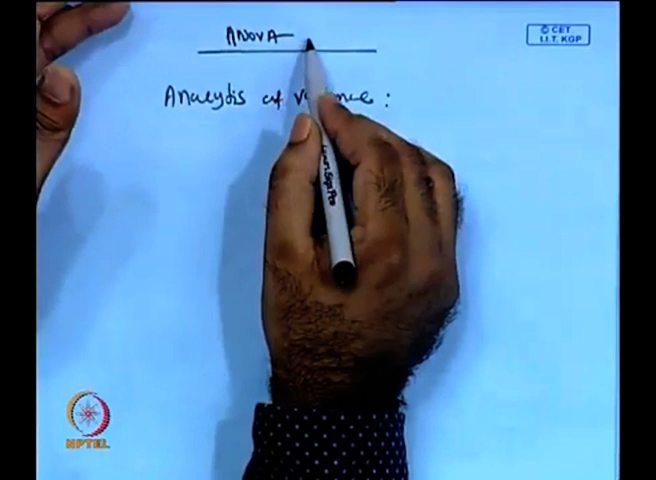 ANOVA
© CET
I.I.T. KGP
Analysis of :
NPTEL